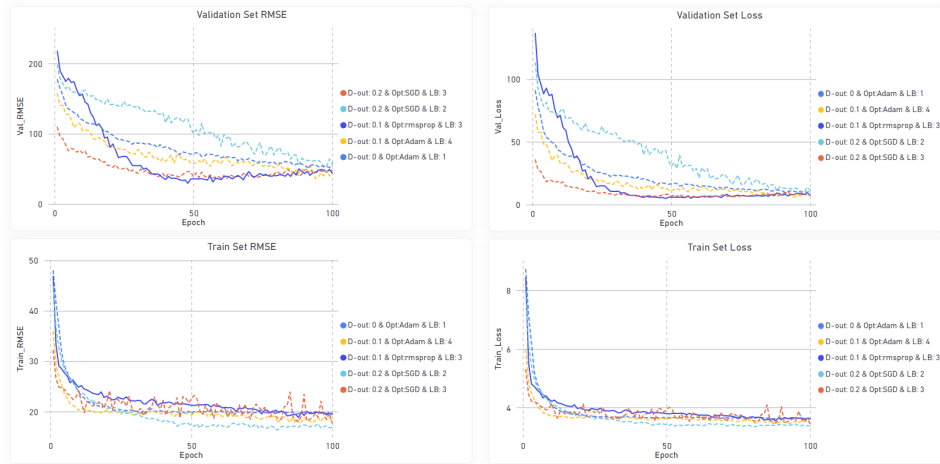 Validation Set RMSE
Val_RMSE
200
100
0
0
50
100
Epoch
D-out: 0.2 & Opt:SGD & LB: 3
D-out: 0.2 & Opt:SGD & LB: 2
D-out: 0.1 & Opt:rmsprop & LB: 3
D-out: 0.1 & Opt:Adam & LB: 4
D-out: 0 & Opt:Adam & LB: 1
Validation Set Loss
Val_Loss
100
50
0
0
50
100
Epoch
D-out: 0 & Opt:Adam & LB: 1
D-out: 0.1 & Opt:Adam & LB: 4
D-out: 0.1 & Opt:rmsprop & LB: 3
D-out: 0.2 & Opt:SGD & LB: 2
D-out: 0.2 & Opt:SGD & LB: 3
Train Set RMSE
Train_RMSE
50
40
30
20
0
50
100
Epoch
D-out: 0 & Opt:Adam & LB: 1
D-out: 0.1 & Opt:Adam & LB: 4
D-out: 0.1 & Opt:rmsprop & LB: 3
D-out: 0.2 & Opt:SGD & LB: 2
D-out: 0.2 & Opt:SGD & LB: 3
Train Set Loss
Train_Loss
8
6
4
0
50
100
Epoch
D-out: 0 & Opt:Adam & LB: 1
D-out: 0.1 & Opt:Adam & LB: 4
D-out: 0.1 & Opt:rmsprop & LB: 3
D-out: 0.2 & Opt:SGD & LB: 2
D-out: 0.2 & Opt:SGD & LB: 3